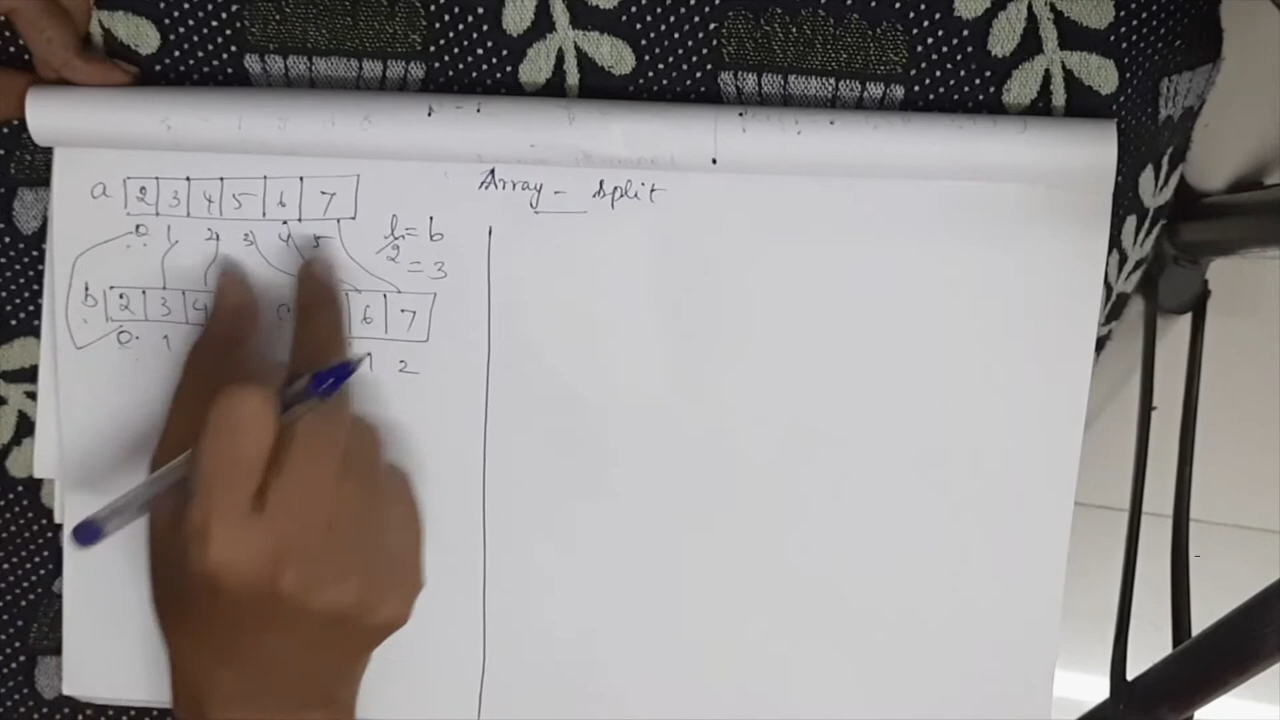 Array - Split
a 2 3 4 5 6 7
0 1 2 3 4 5
l/2 = 6
= 3
b 2 3 4
6 7
0 1
1 2